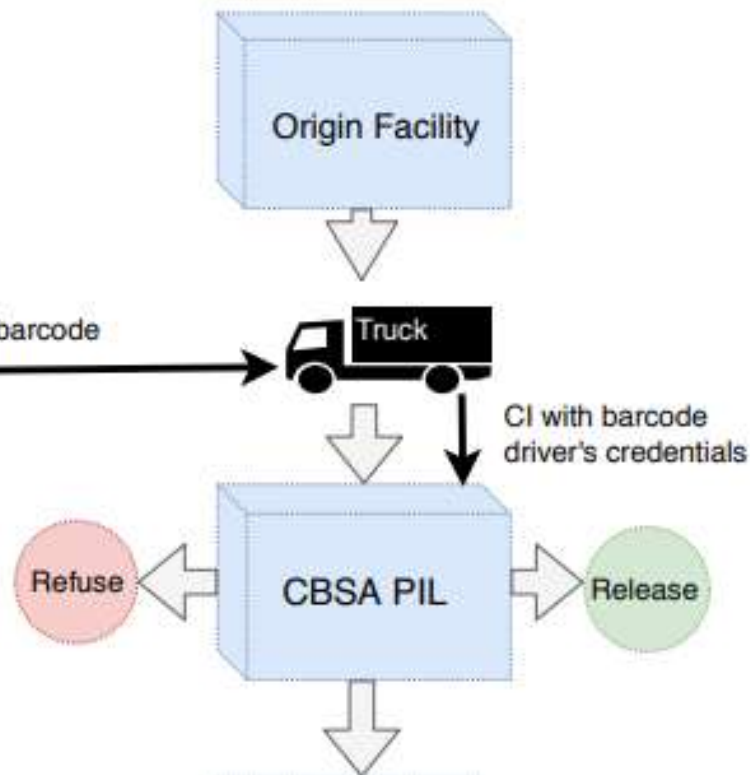 Origin Facility
barcode
Truck
CI with barcode
driver's credentials
Refuse
CBSA PIL
Release